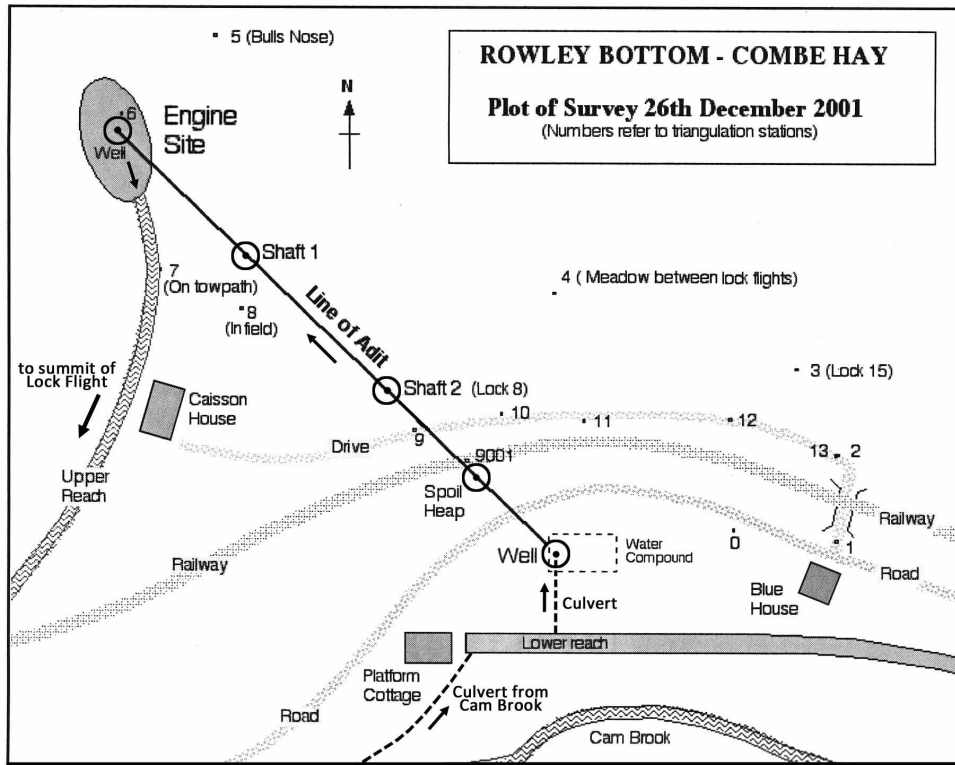 5 (Bulls Nose)
ROWLEY BOTTOM - COMBE HAY
Plot of Survey 26th December 2001
(Numbers refer to triangulation stations)
N
6
Engine
Site
Well
Shaft 1
7
(On towpath)
8
(In field)
4 ( Meadow between lock flights)
Line of Adit
to summit of
Lock Flight
3 (Lock 15)
Shaft 2 (Lock 8)
Caisson
House
10
11
12
9
Drive
13
2
9001
Upper
Reach
Spoil
Heap
Railway
0
1
Well
Water
Compound
Railway
Road
Blue
House
Culvert
Lower reach
Platform
Cottage
Culvert from
Cam Brook
Road
Cam Brook